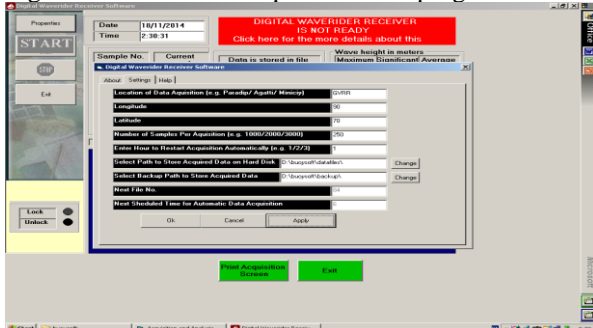 Digital Waverider Receiver Software
Properties
START
STOP
Exit
Lock
Unlock
Date 10/11/2014
Time 2:38:31
DIGITAL WAVERIDER RECEIVER
IS NOT READY
Click here for the more details about this
Sample No. Current
Data is stored in file
Wave height in meters
Maximum Significant Average
Digital Waverider Receiver Software
About Settings Help
Location of Data Aquisition (e.g. Paradip/ Agatti/ Miniciy)
Longitude 90
Latitude 70
Number of Samples Per Aquisition (e.g. 1000/2000/3000) 250
Enter Hour to Restart Acquisition Automatically (e.g. 1/2/3) 1
Select Path to Store Acquired Data on Hard Disk D:\buoysoft\datafiles\ Change
Select Backup Path to Store Acquired Data D:\buoysoft\backup\ Change
Next File No.
Next Sheduled Time for Automatic Data Acquisition
Ok Cancel Apply
Print Acquisition
Screen
Exit
Office
Microsoft